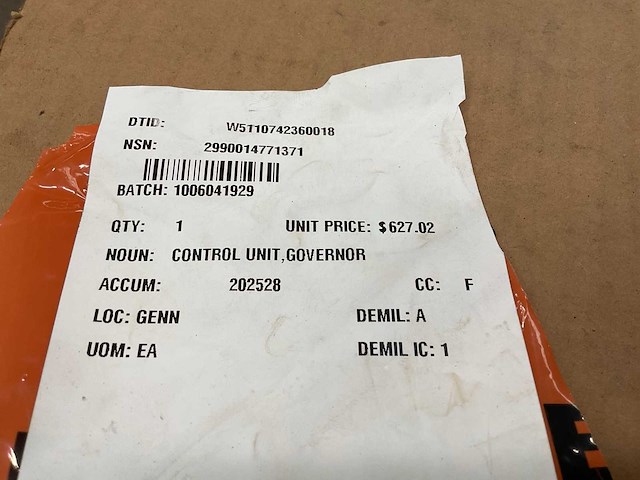 DTID: W5T10742360018
NSN: 2990014771371
BATCH: 1006041929
QTY: 1 UNIT PRICE: $627.02
NOUN: CONTROL UNIT,GOVERNOR
ACCUM: 202528 CC: F
LOC: GENN DEMIL: A
UOM: EA DEMIL IC: 1